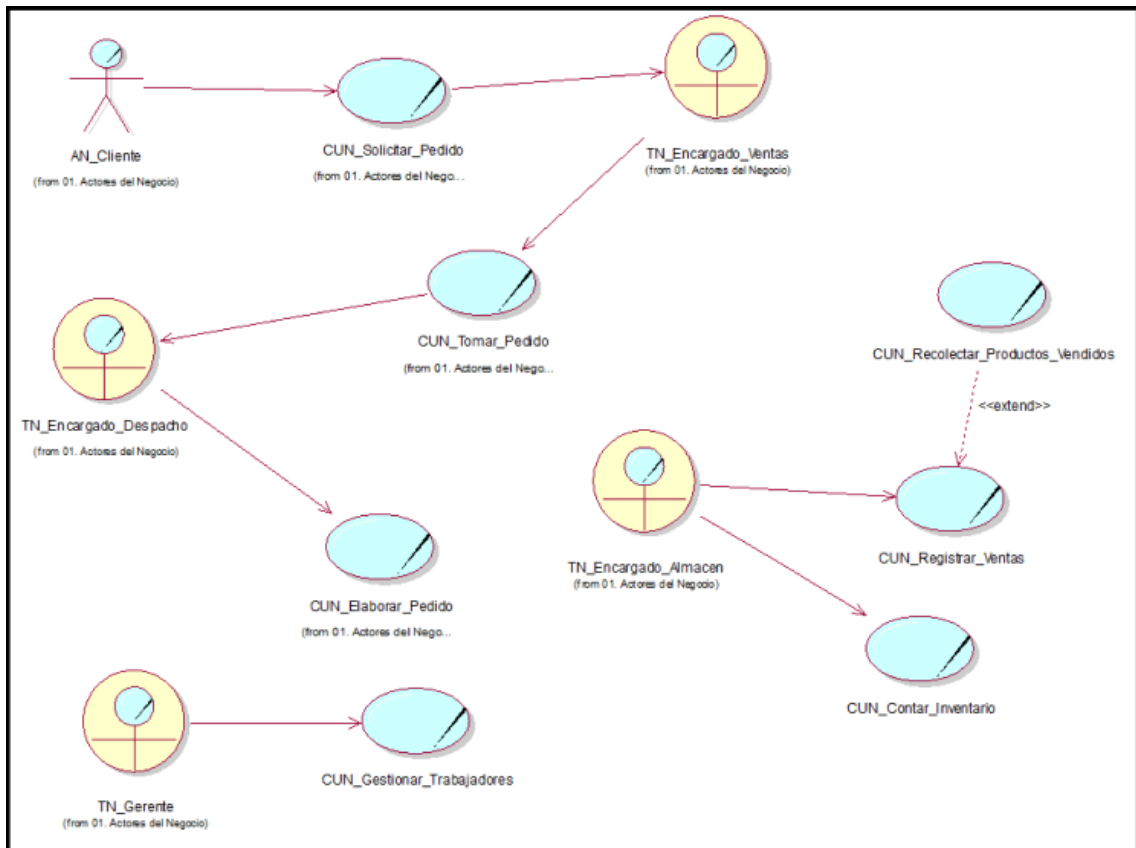 AN_Cliente
(from 01. Actores del Negocio)
CUN_Solicitar_Pedido
(from 01. Actores del Nego...
TN_Encargado_Ventas
(from 01. Actores del Negocio)
CUN_Tomar_Pedido
(from 01. Actores del Nego...
CUN_Recolectar_Productos_Vendidos
<<extend>>
TN_Encargado_Despacho
(from 01. Actores del Negocio)
TN_Encargado_Almacen
(from 01. Actores del Negocio)
CUN_Registrar_Ventas
CUN_Elaborar_Pedido
(from 01. Actores del Nego...
CUN_Contar_Inventario
TN_Gerente
(from 01. Actores del Negocio)
CUN_Gestionar_Trabajadores